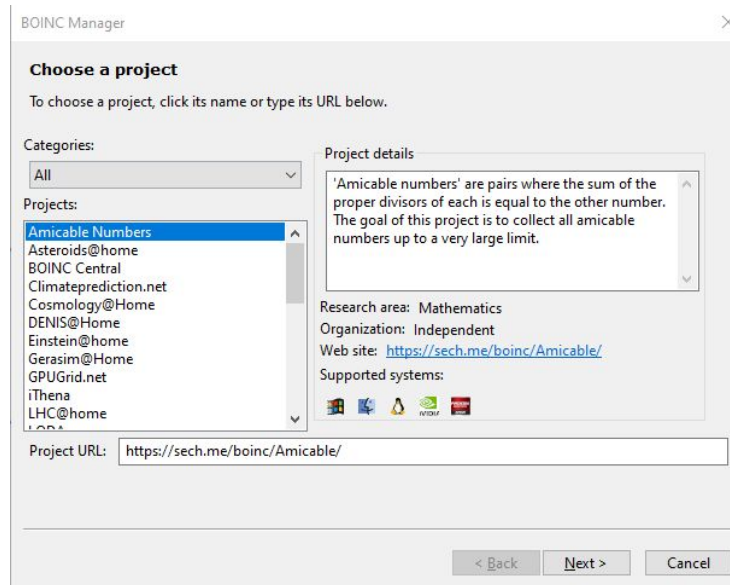 BOINC Manager
Choose a project
To choose a project, click its name or type its URL below.
Categories:
All
Projects:
Amicable Numbers
Asteroids@home
BOINC Central
Climateprediction.net
Cosmology@Home
DENIS@Home
Einstein@home
Gerasim@Home
GPUGrid.net
iThena
LHC@home
Project details
'Amicable numbers' are pairs where the sum of the
proper divisors of each is equal to the other number.
The goal of this project is to collect all amicable
numbers up to a very large limit.
Research area: Mathematics
Organization: Independent
Web site: https://sech.me/boinc/Amicable/
Supported systems:
NVIDIA
Project URL: https://sech.me/boinc/Amicable/
< Back
Next >
Cancel